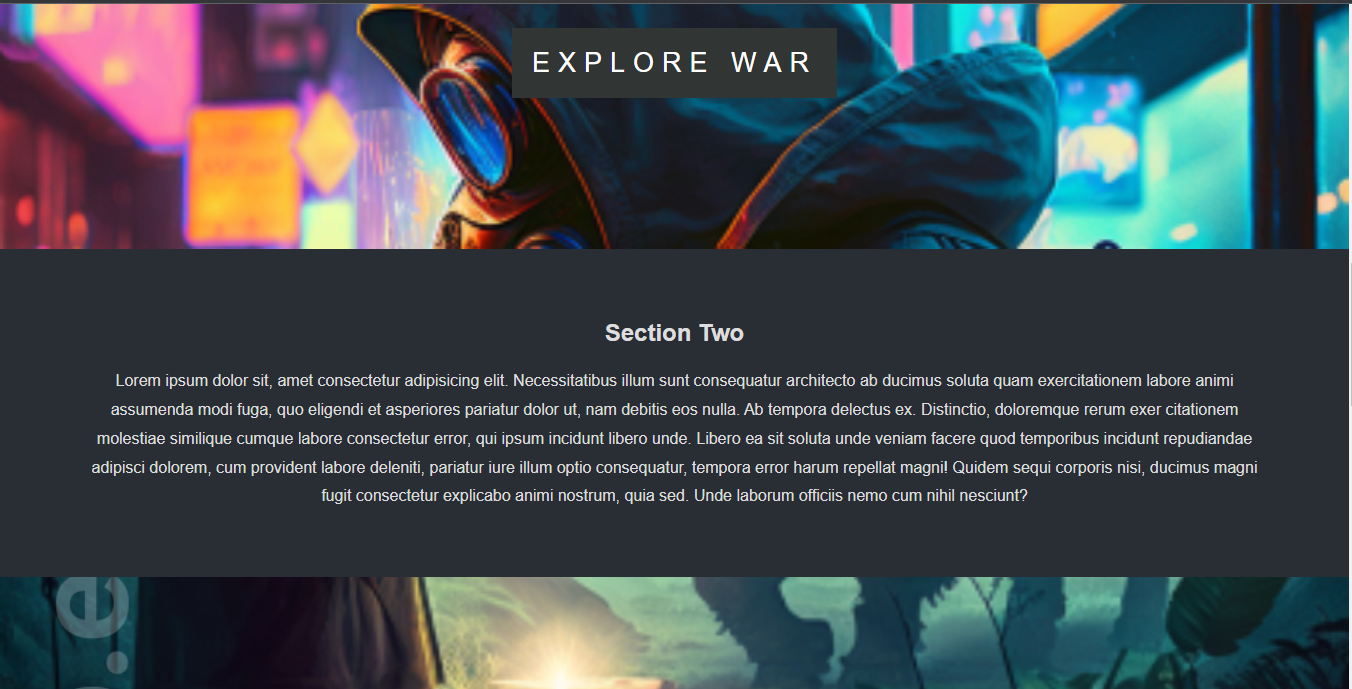 EXPLORE WAR
Section Two
Lorem ipsum dolor sit, amet consectetur adipisicing elit. Necessitatibus illum sunt consequatur architecto ab ducimus soluta quam exercitationem labore animi
assumenda modi fuga, quo eligendi et asperiores pariatur dolor ut, nam debitis eos nulla. Ab tempora delectus ex. Distinctio, doloremque rerum exer citationem
molestiae similique cumque labore consectetur error, qui ipsum incidunt libero unde. Libero ea sit soluta unde veniam facere quod temporibus incidunt repudiandae
adipisci dolorem, cum provident labore deleniti, pariatur iure illum optio consequatur, tempora error harum repellat magni! Quidem sequi corporis nisi, ducimus magni
fugit consectetur explicabo animi nostrum, quia sed. Unde laborum officiis nemo cum nihil nesciunt?